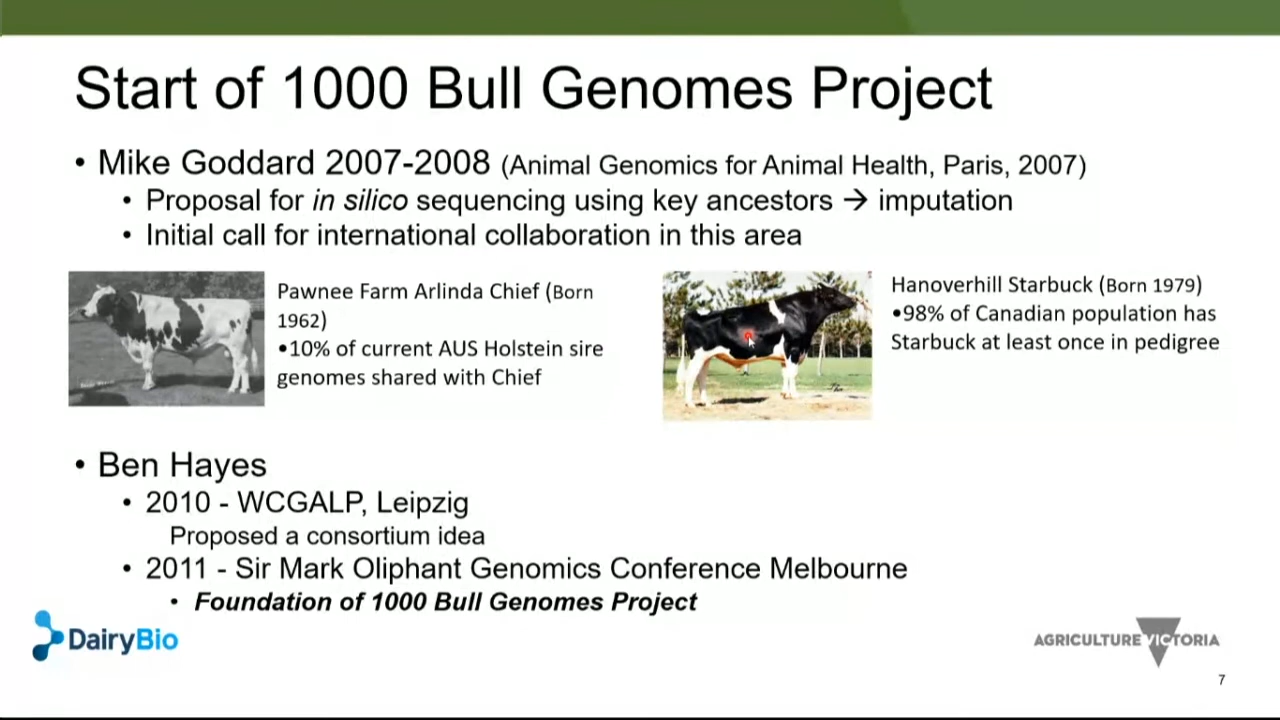 Start of 1000 Bull Genomes Project
• Mike Goddard 2007-2008 (Animal Genomics for Animal Health, Paris, 2007)
• Proposal for in silico sequencing using key ancestors → imputation
• Initial call for international collaboration in this area
Pawnee Farm Arlinda Chief (Born
1962)
•10% of current AUS Holstein sire
genomes shared with Chief
Hanoverhill Starbuck (Born 1979)
•98% of Canadian population has
Starbuck at least once in pedigree
• Ben Hayes
• 2010 - WCGALP, Leipzig
Proposed a consortium idea
• 2011 - Sir Mark Oliphant Genomics Conference Melbourne
• Foundation of 1000 Bull Genomes Project
DairyBio
AGRICULTURE VICTORIA
7